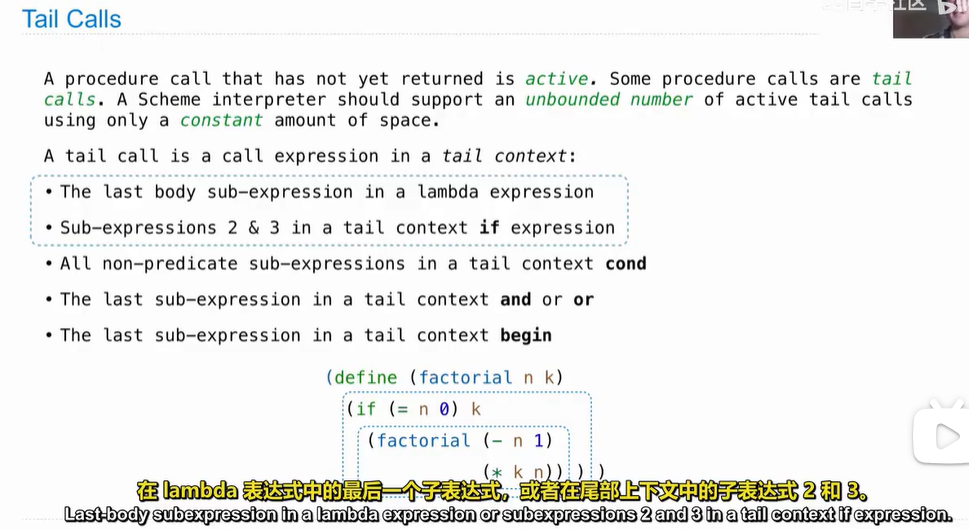 Tail Calls
A procedure call that has not yet returned is active. Some procedure calls are tail
calls. A Scheme interpreter should support an unbounded number of active tail calls
using only a constant amount of space.
A tail call is a call expression in a tail context:
• The last body sub-expression in a lambda expression
• Sub-expressions 2 & 3 in a tail context if expression
• All non-predicate sub-expressions in a tail context cond
• The last sub-expression in a tail context and or or
• The last sub-expression in a tail context begin
(define (factorial n k)
(if (= n 0) k
(factorial (- n 1)
(* k n)) ) )
在 lambda 表达式中的最后一个子表达式，或者在尾部上下文中的子表达式 2 和 3。
Last-body subexpression in a lambda expression or subexpressions 2 and 3 in a tail context if expression.